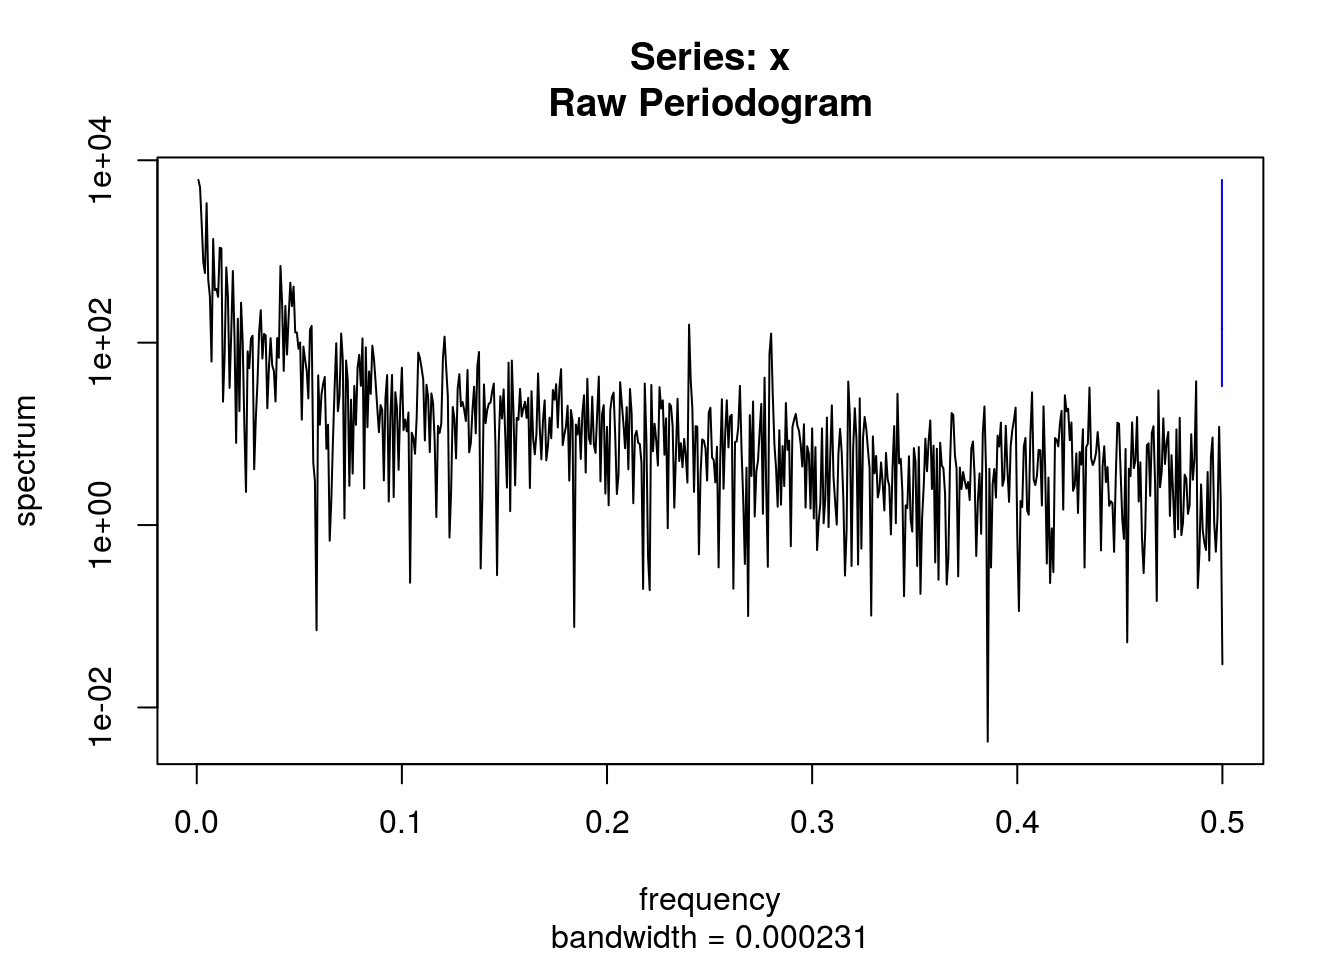 Series: x
Raw Periodogram
1e+04
1e+02
1e+00
1e-02
spectrum
0.0 0.1 0.2 0.3 0.4 0.5
frequency
bandwidth = 0.000231